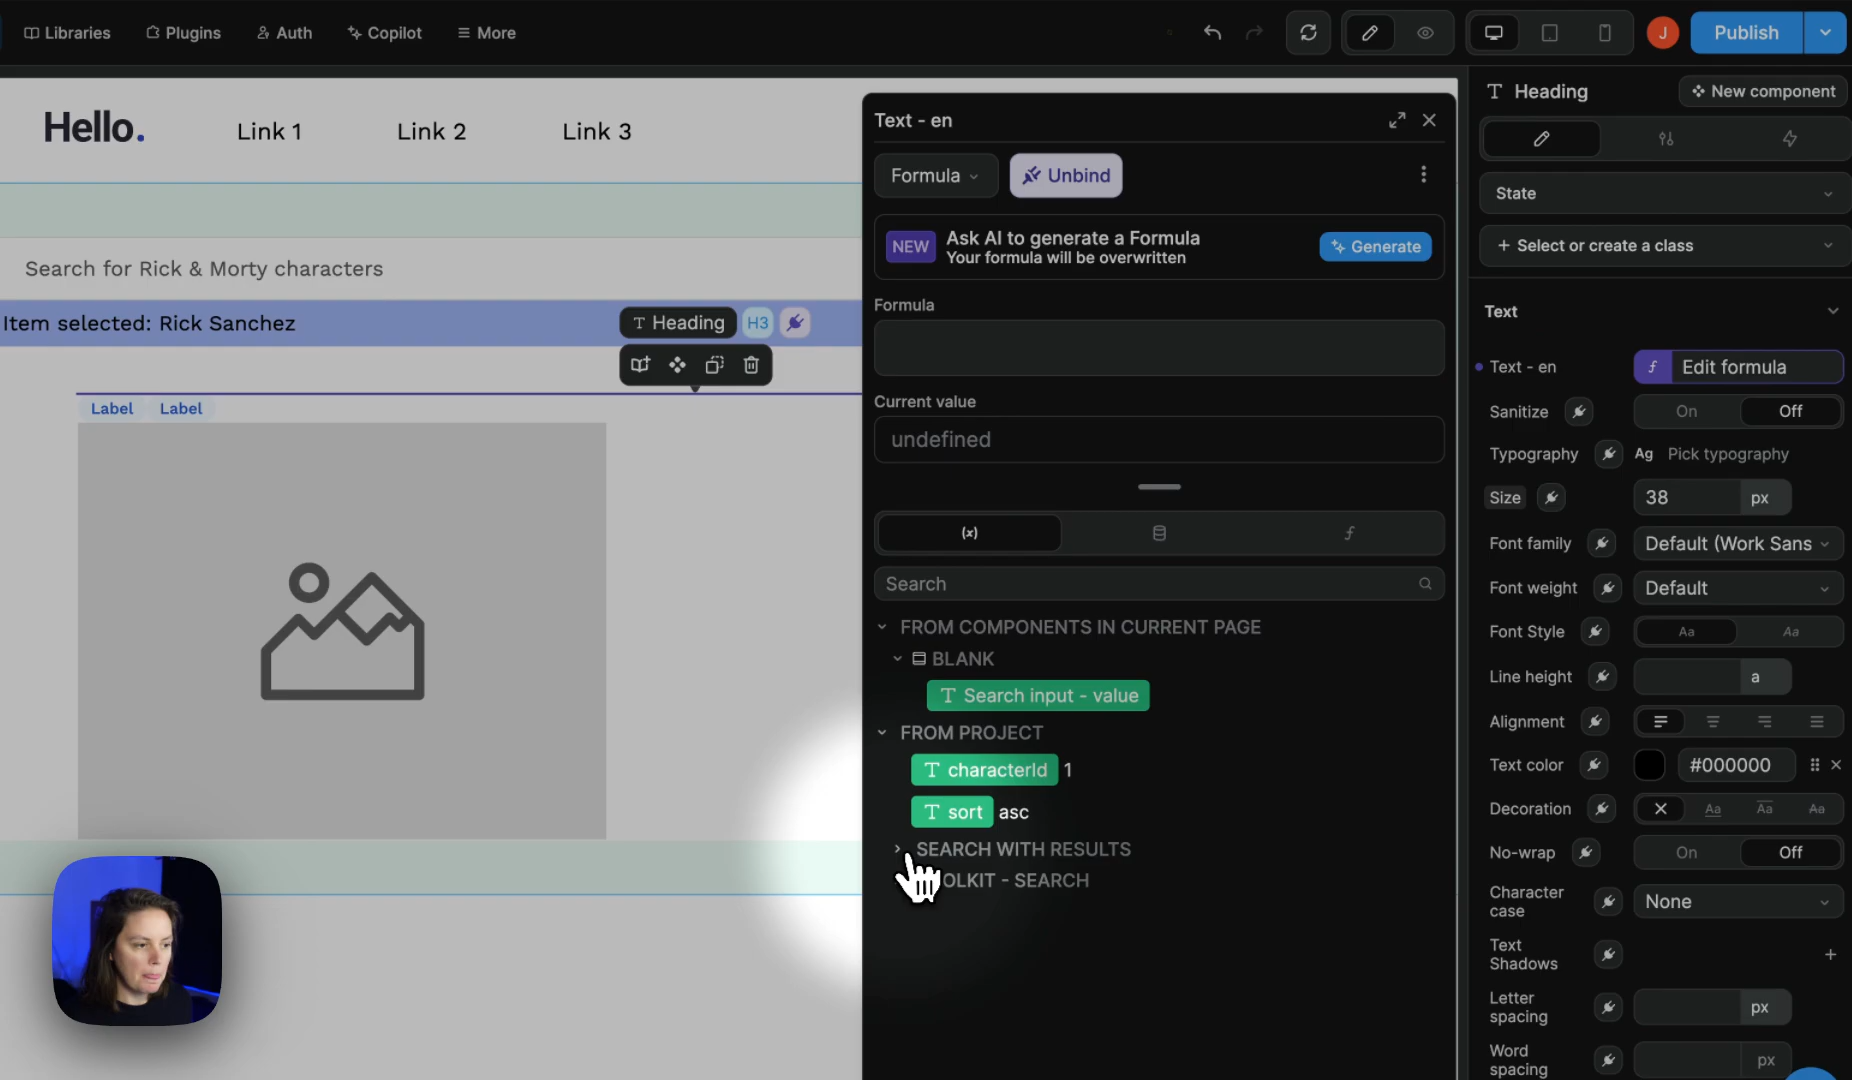 Libraries
Plugins
Auth
Copilot
More
J
Publish
Hello.
Link 1
Link 2
Link 3
Search for Rick & Morty characters
Item selected: Rick Sanchez
Heading
H3
Label
Label
Text - en
Formula
Unbind
NEW
Ask AI to generate a Formula
Your formula will be overwritten
Generate
Formula
Current value
undefined
(x)
f
Search
FROM COMPONENTS IN CURRENT PAGE
BLANK
T Search input - value
FROM PROJECT
T characterId 1
T sort asc
SEARCH WITH RESULTS
OLKIT - SEARCH
Heading
New component
State
+ Select or create a class
Text
Text - en
f Edit formula
Sanitize
On
Off
Typography
Ag Pick typography
Size
38
px
Font family
Default (Work Sans
Font weight
Default
Font Style
Aa
Aa
Line height
a
Alignment
Text color
#000000
Decoration
Aa
Aa
Aa
No-wrap
On
Off
Character
case
None
Text
Shadows
Letter
spacing
px
Word
spacing
px